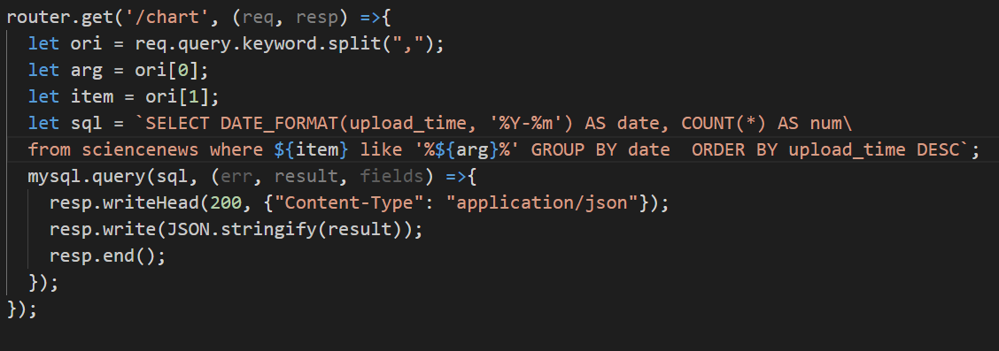 router.get('/chart', (req, resp) =>{
let ori = req.query.keyword.split(",");
let arg = ori[0];
let item = ori[1];
let sql = `SELECT DATE_FORMAT(upload_time, '%Y-%m') AS date, COUNT(*) AS num\
from sciencenews where ${item} like '%${arg}%' GROUP BY date  ORDER BY upload_time DESC`;
mysql.query(sql, (err, result, fields) =>{
resp.writeHead(200, {"Content-Type": "application/json"});
resp.write(JSON.stringify(result));
resp.end();
});
});